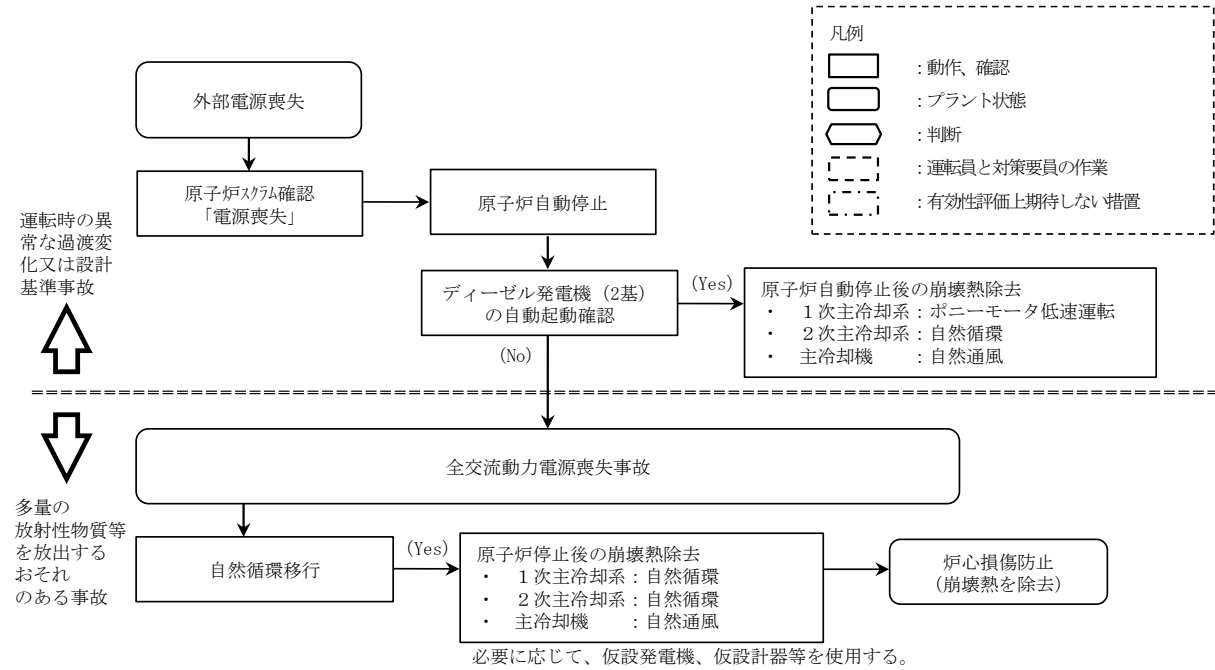 凡例
：動作、確認
：プラント状態
：判断
：運転員と対策要員の作業
：有効性評価上期待しない措置
外部電源喪失
原子炉スクラム確認
「電源喪失」
原子炉自動停止
運転時の異
常な過渡変
化又は設計
基準事故
ディーゼル発電機（2基）
の自動起動確認
(Yes)
原子炉自動停止後の崩壊熱除去
・　１次主冷却系：ポニーモータ低速運転
・　２次主冷却系：自然循環
・　主冷却機　　：自然通風
(No)
全交流動力電源喪失事故
多量の
放射性物質等
を放出する
おそれ
のある事故
自然循環移行
(Yes)
原子炉停止後の崩壊熱除去
・　１次主冷却系：自然循環
・　２次主冷却系：自然循環
・　主冷却機　　：自然通風
炉心損傷防止
(崩壊熱を除去)
必要に応じて、仮設発電機、仮設計器等を使用する。